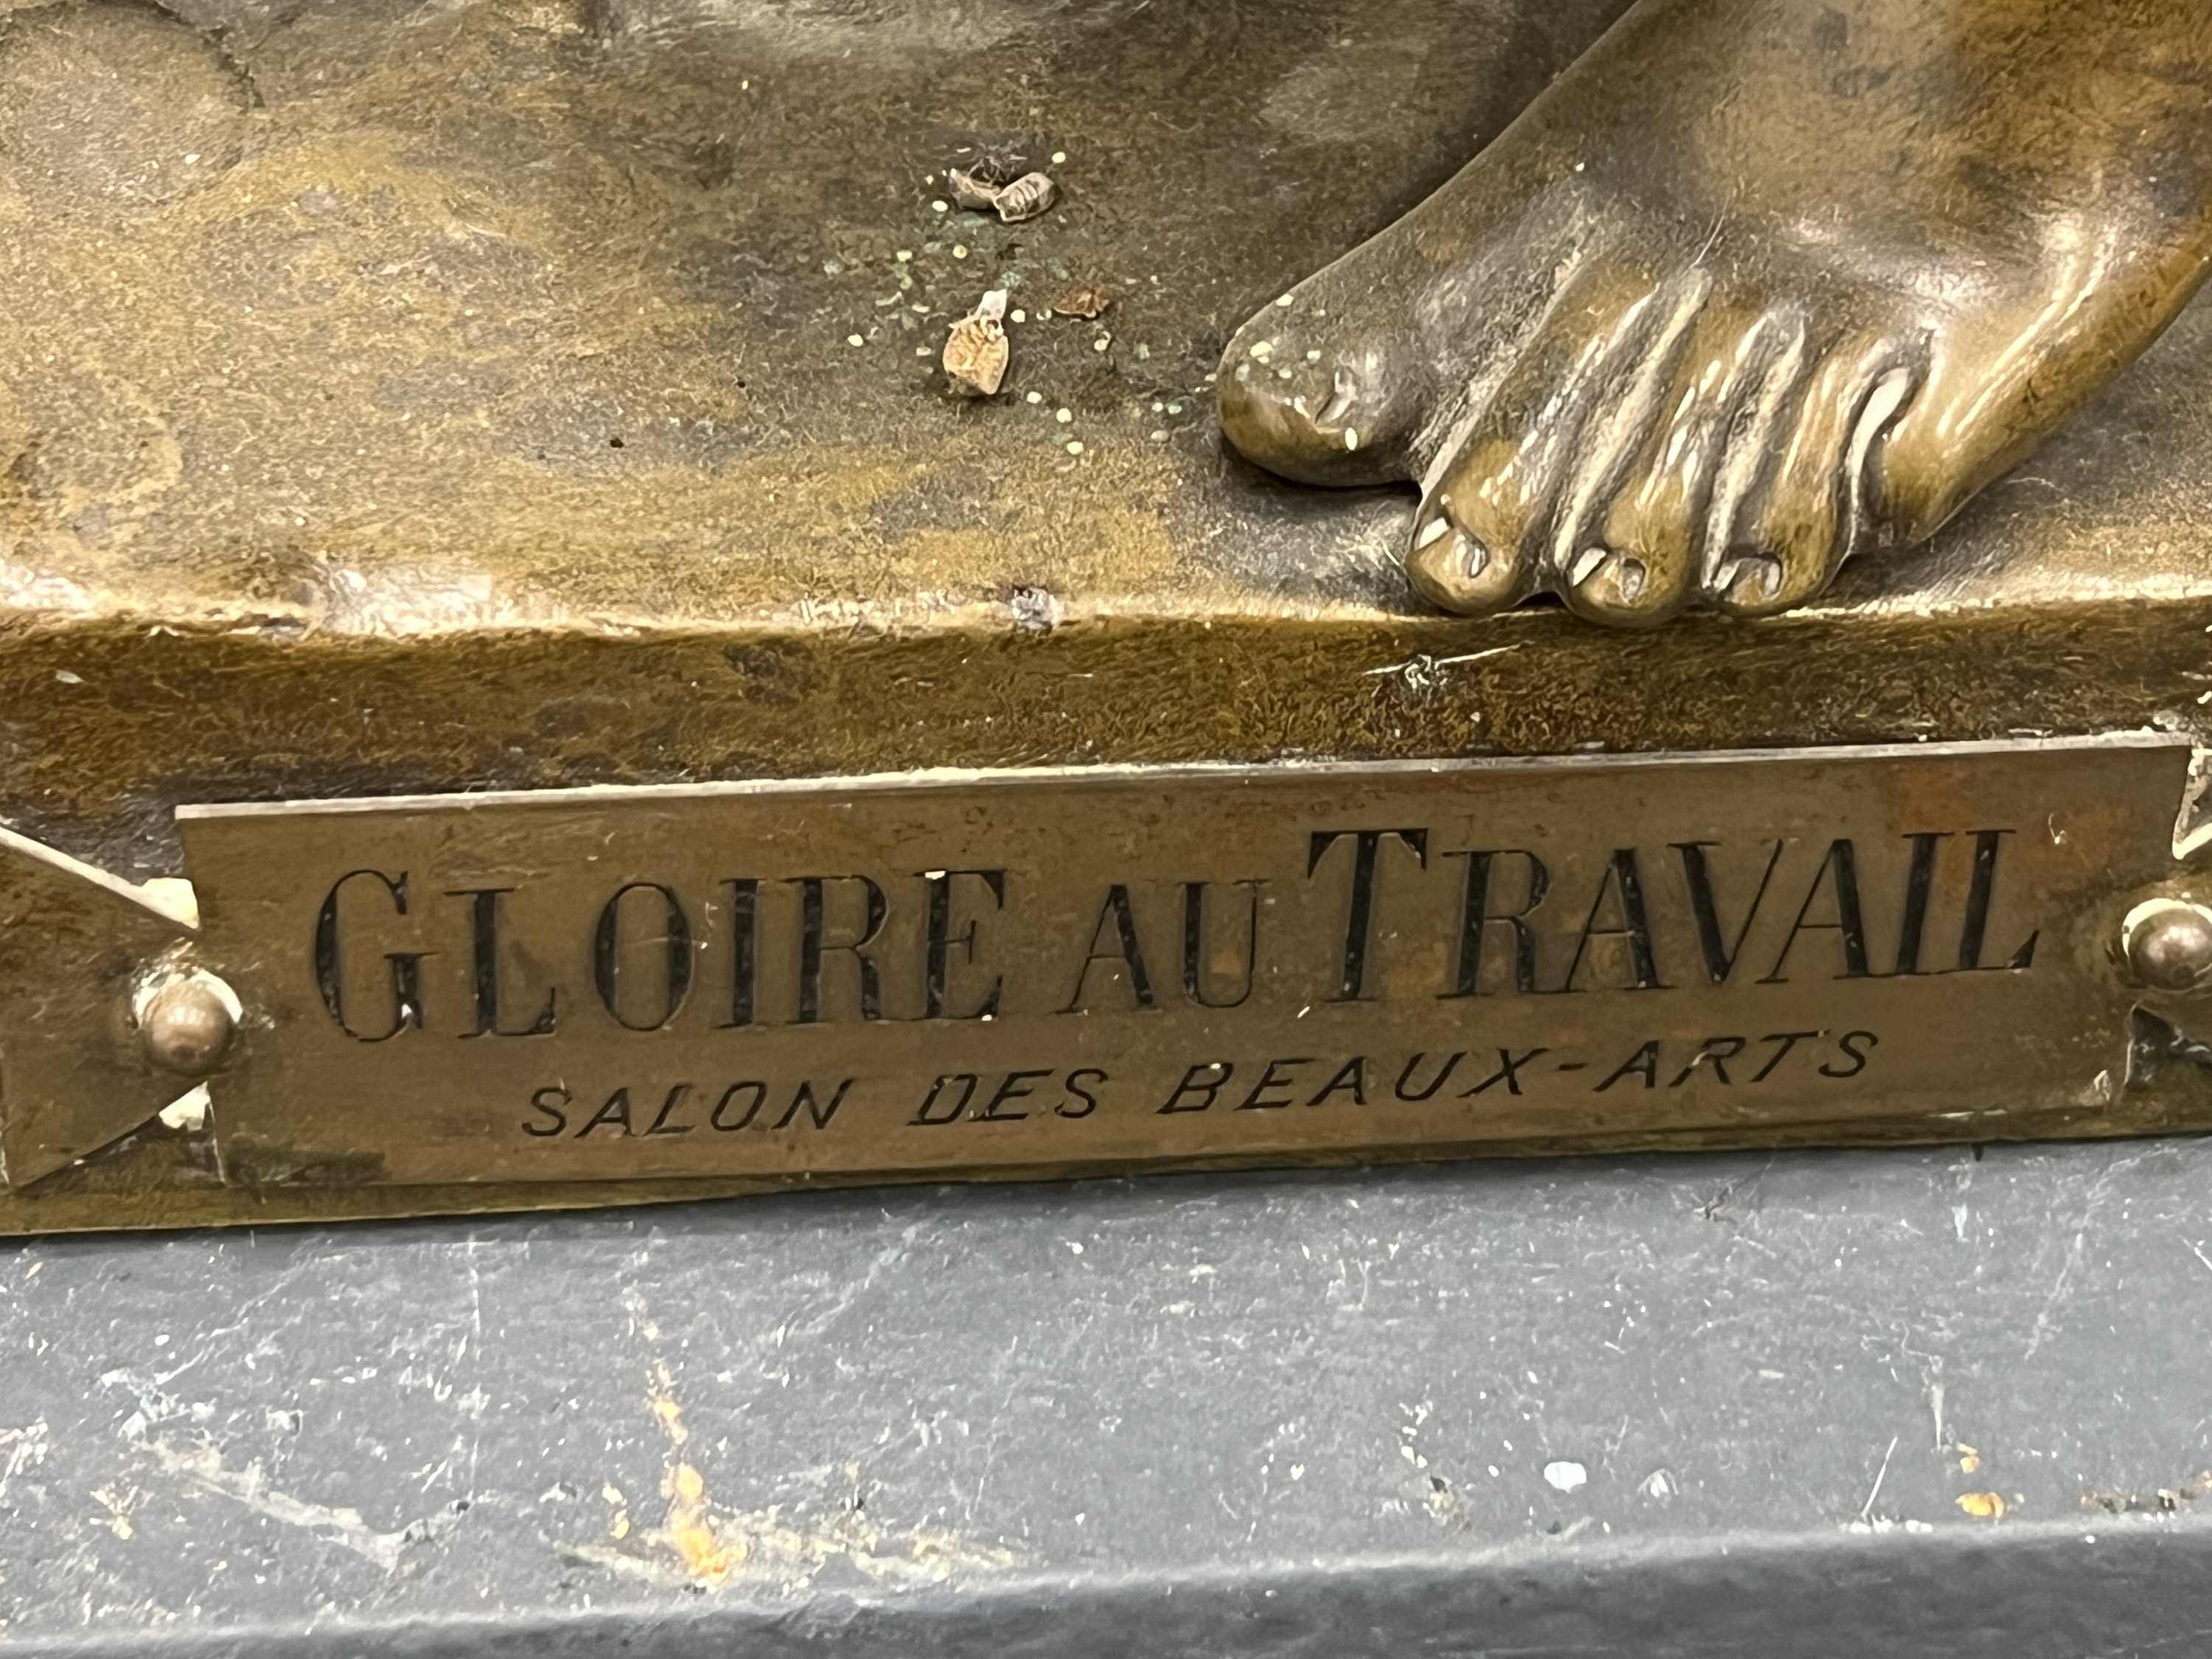 GLOIRE AU TRAVAIL
SALON DES BEAUX-ARTS